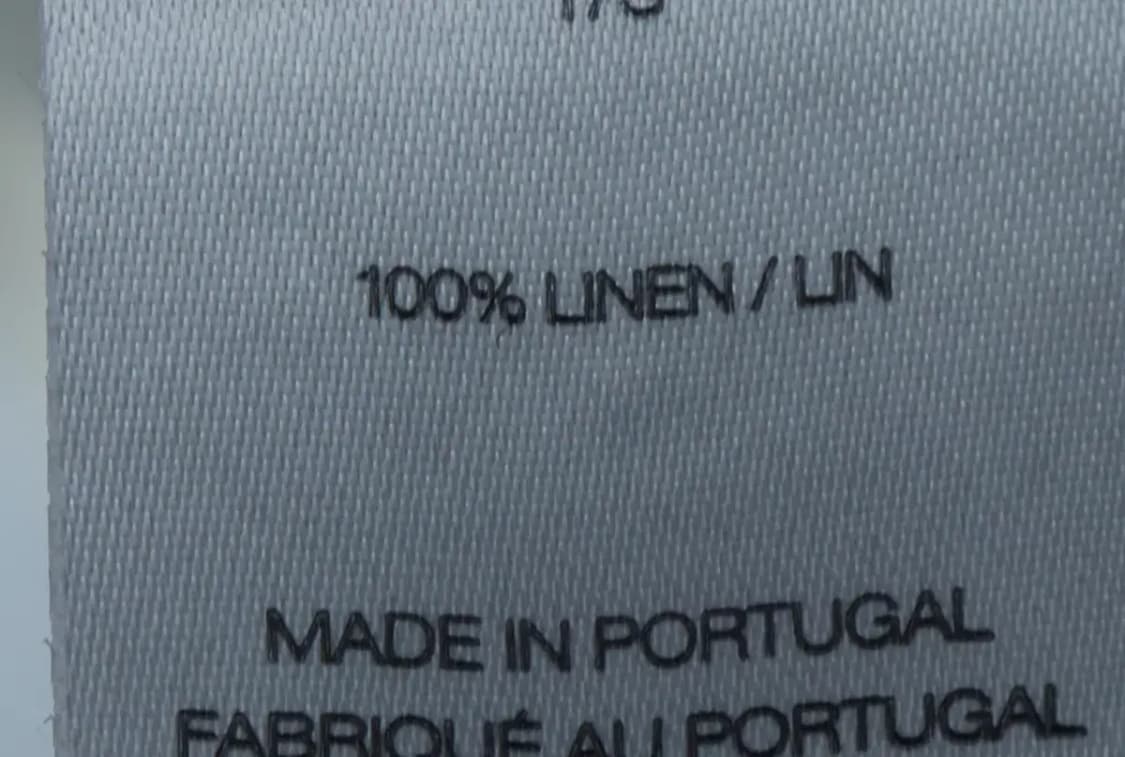 100% LINEN / LIN
MADE IN PORTUGAL
FABRIQUÉ AU PORTUGAL